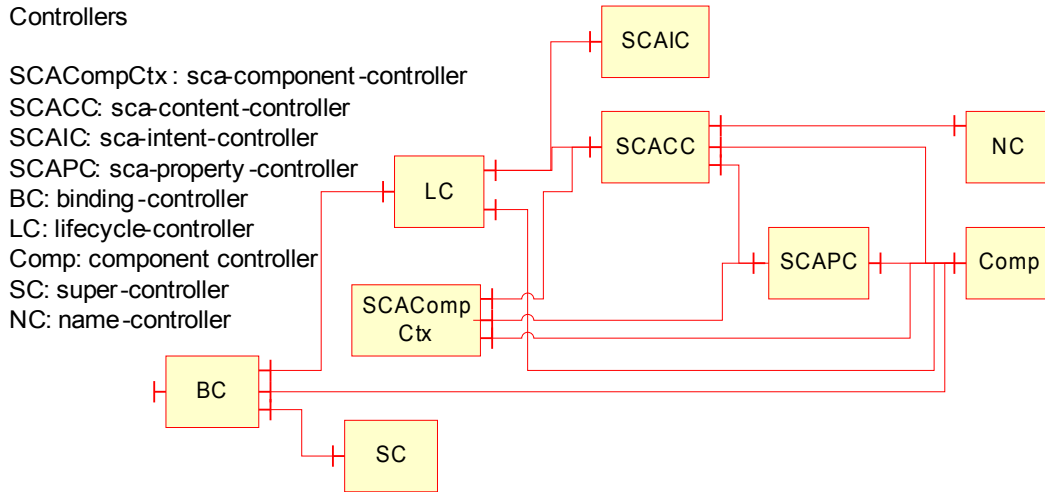 Controllers
SCACompCtx : sca-component-controller
SCACC: sca-content-controller
SCAIC: sca-intent-controller
SCAPC: sca-property-controller
BC: binding-controller
LC: lifecycle-controller
Comp: component controller
SC: super-controller
NC: name-controller
SCAIC
SCACC
NC
LC
SCAPC
Comp
SCAComp
Ctx
BC
SC